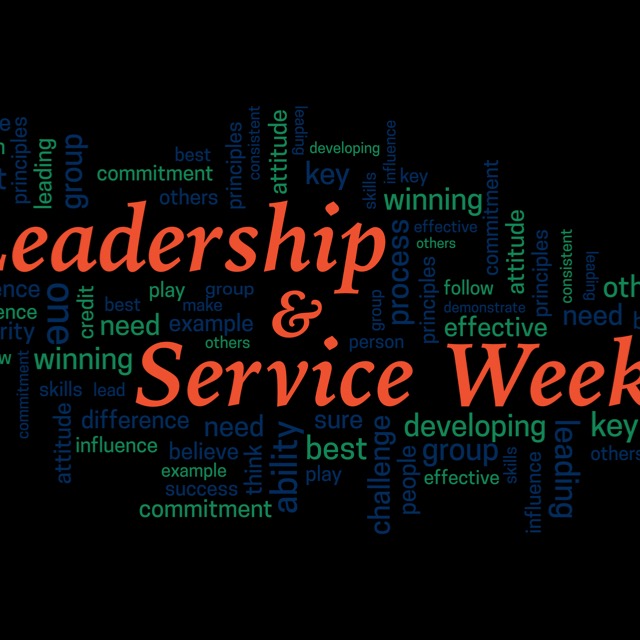 Leadership
&
Service Week
principles
leading
group
best
commitment
others
principles
consistent
attitude
leading
developing
key
influence
skills
key
winning
commitment
effective
others
attitude
process
principles
principles
consistent
leading
follow
demonstrate
effective
need
one
credit
play
group
best
make
need
example
others
group
person
winning
commitment
skills
lead
attitude
difference
need
influence
believe
example
success
think
commitment
ability
sure
best
play
challenge
people
developing
group
effective
skills
influence
leading
key
others